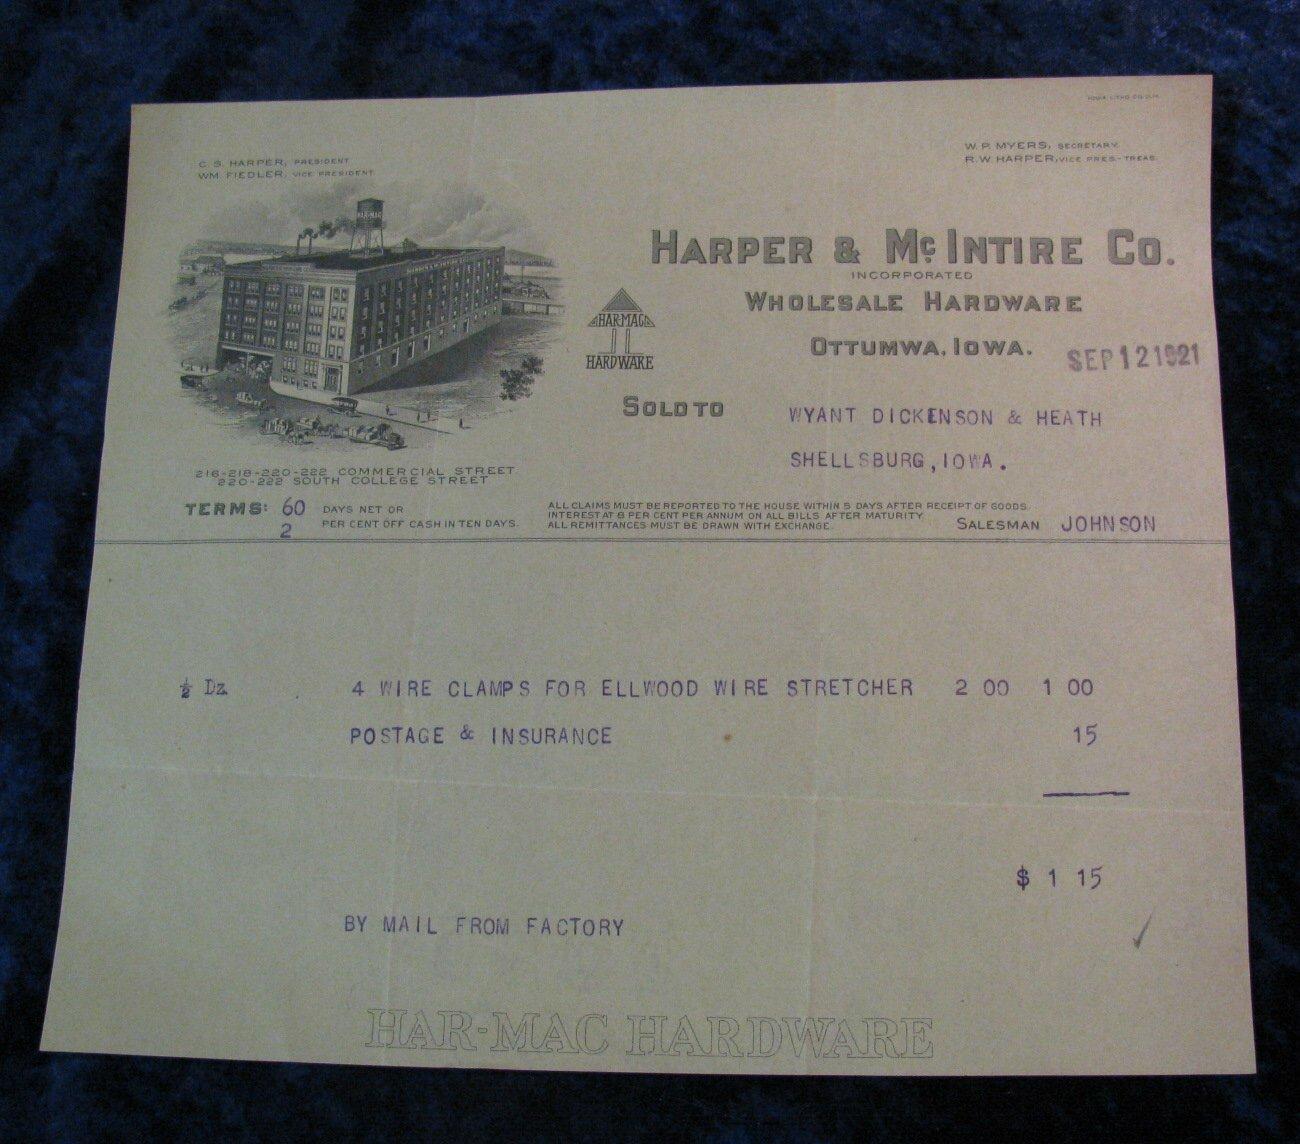 IOWA LITHO CO.
C. S. HARPER, PRESIDENT
WM FIEDLER, VICE PRESIDENT
W. P. MYERS, SECRETARY.
R. W. HARPER, VICE PRES.-TREAS.
HAR-MAC
HARPER & McINTIRE CO.
INCORPORATED
WHOLESALE HARDWARE
OTTUMWA, IOWA.
HAR-MAC
HARDWARE
SEP 12 1921
SOLD TO WYANT DICKENSON & HEATH
SHELLSBURG, IOWA.
216-218-220-222 COMMERCIAL STREET
220-222 SOUTH COLLEGE STREET
TERMS: 60 DAYS NET OR
2 PER CENT OFF CASH IN TEN DAYS.
ALL CLAIMS MUST BE REPORTED TO THE HOUSE WITHIN 5 DAYS AFTER RECEIPT OF GOODS.
INTEREST AT 8 PER CENT PER ANNUM ON ALL BILLS AFTER MATURITY.
ALL REMITTANCES MUST BE DRAWN WITH EXCHANGE.
SALESMAN JOHNSON
½ Dz. 4 WIRE CLAMPS FOR ELLWOOD WIRE STRETCHER 2 00 1 00
POSTAGE & INSURANCE 15
$ 1 15
BY MAIL FROM FACTORY
HAR-MAC HARDWARE